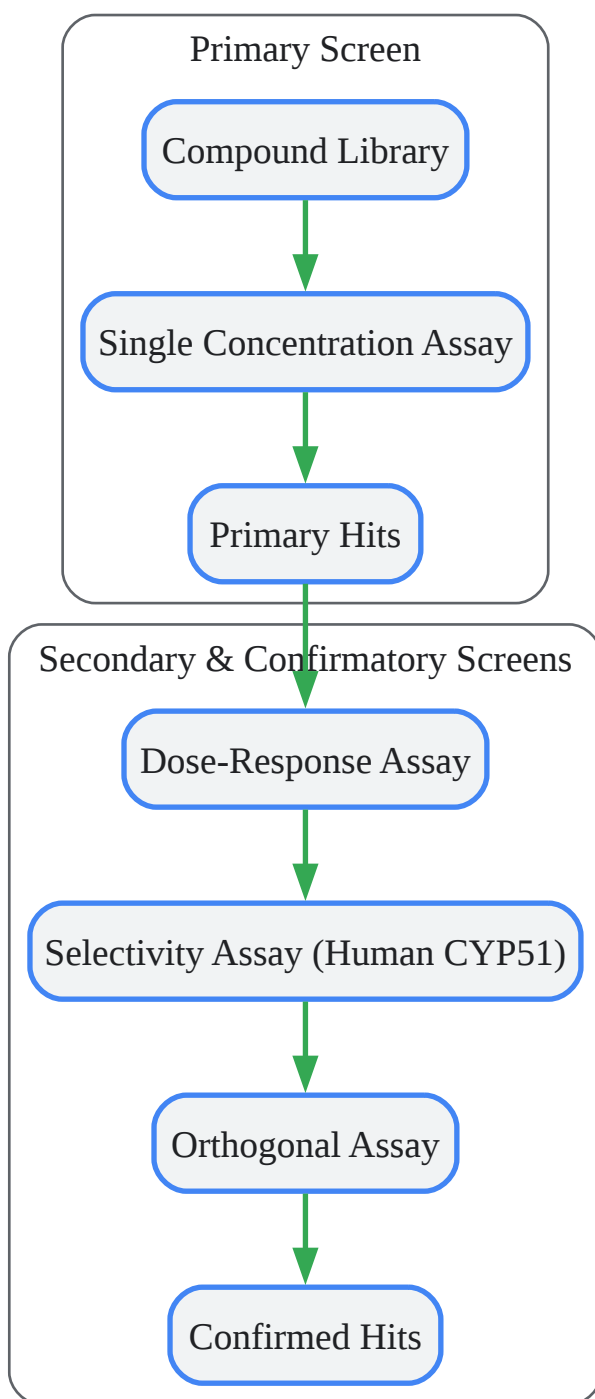 Primary Screen
Compound Library
Single Concentration Assay
Primary Hits
Secondary & Confirmatory Screens
Dose-Response Assay
Selectivity Assay (Human CYP51)
Orthogonal Assay
Confirmed Hits